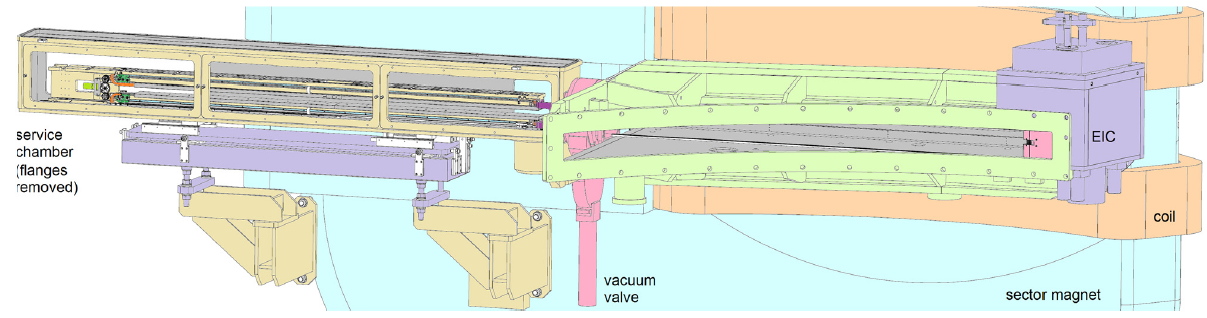 service
chamber
(flanges
removed)
EIC
coil
vacuum
valve
sector magnet